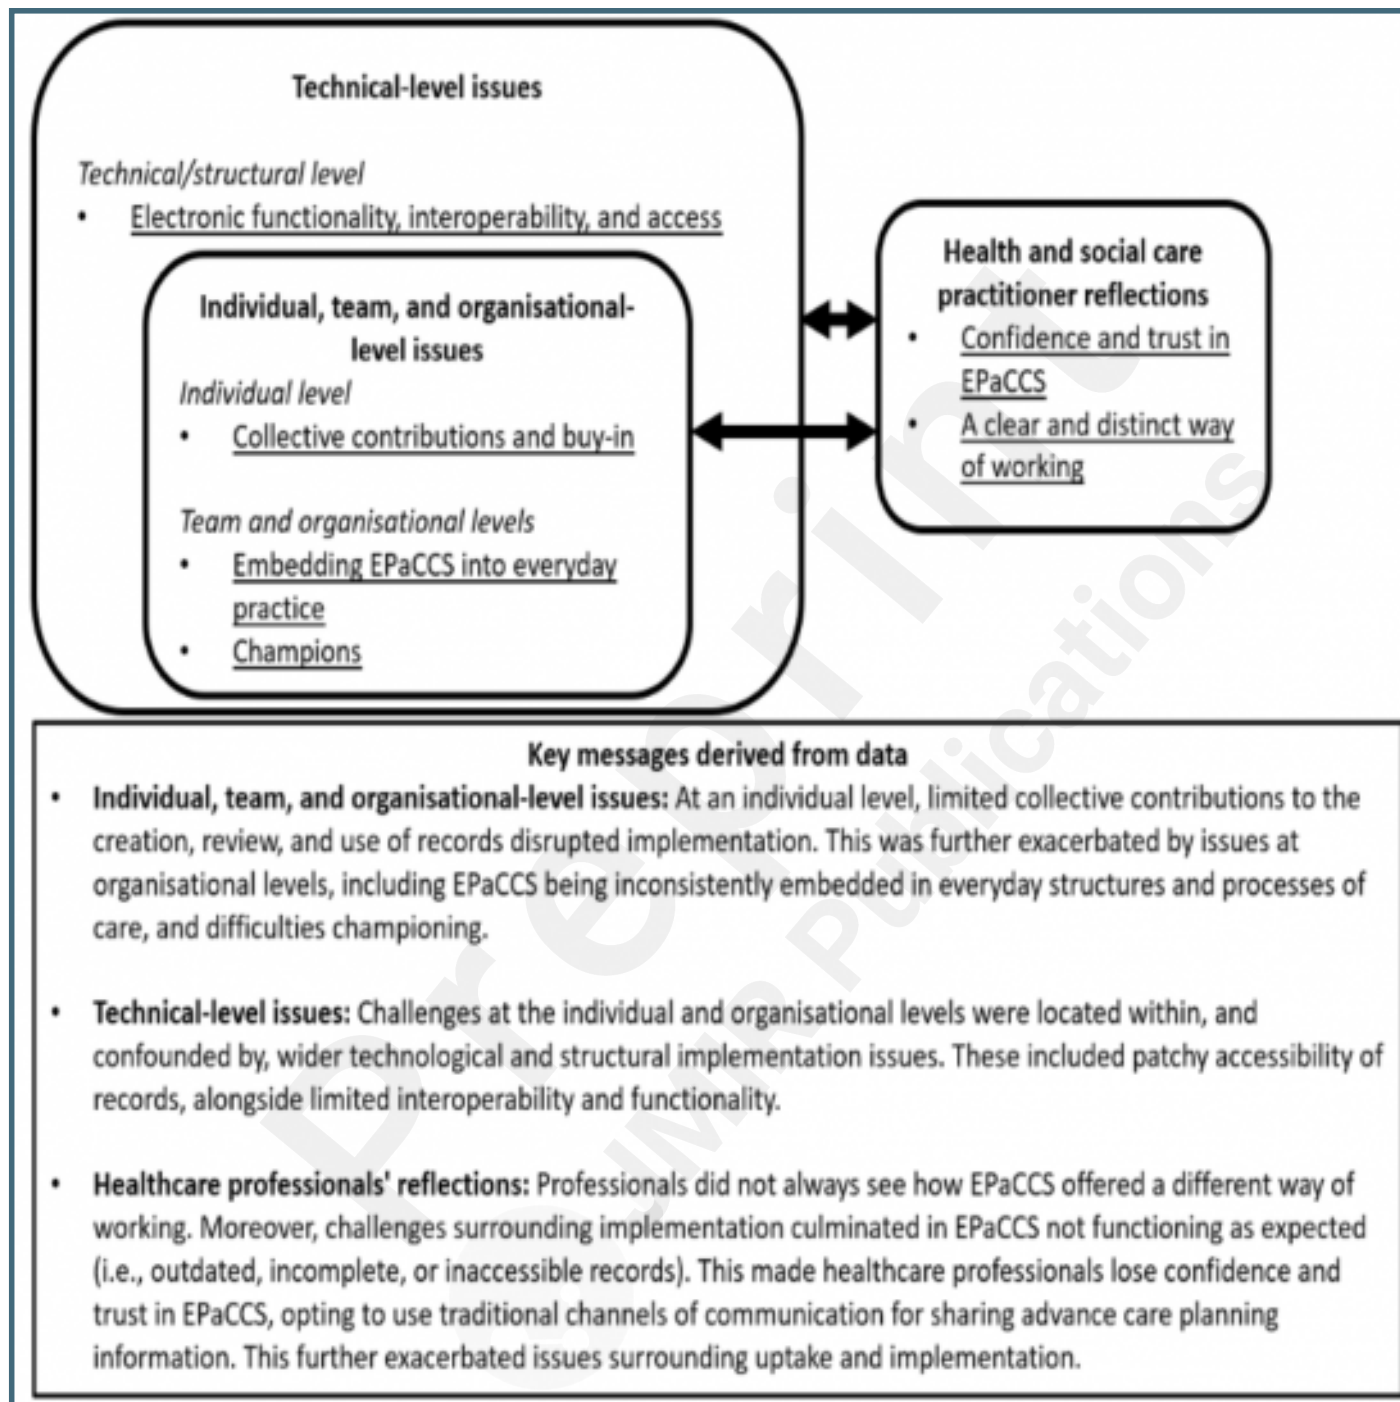 Technical-level issues
Technical/structural level
• Electronic functionality, interoperability, and access
Individual, team, and organisational-
level issues
Individual level
• Collective contributions and buy-in
Team and organisational levels
• Embedding EPaCCS into everyday
practice
• Champions
Health and social care
practitioner reflections
• Confidence and trust in
EPaCCS
• A clear and distinct way
of working
Key messages derived from data
• Individual, team, and organisational-level issues: At an individual level, limited collective contributions to the
creation, review, and use of records disrupted implementation. This was further exacerbated by issues at
organisational levels, including EPaCCS being inconsistently embedded in everyday structures and processes of
care, and difficulties championing.
• Technical-level issues: Challenges at the individual and organisational levels were located within, and
confounded by, wider technological and structural implementation issues. These included patchy accessibility of
records, alongside limited interoperability and functionality.
• Healthcare professionals' reflections: Professionals did not always see how EPaCCS offered a different way of
working. Moreover, challenges surrounding implementation culminated in EPaCCS not functioning as expected
(i.e., outdated, incomplete, or inaccessible records). This made healthcare professionals lose confidence and
trust in EPaCCS, opting to use traditional channels of communication for sharing advance care planning
information. This further exacerbated issues surrounding uptake and implementation.
Preprint
JMIR Publications